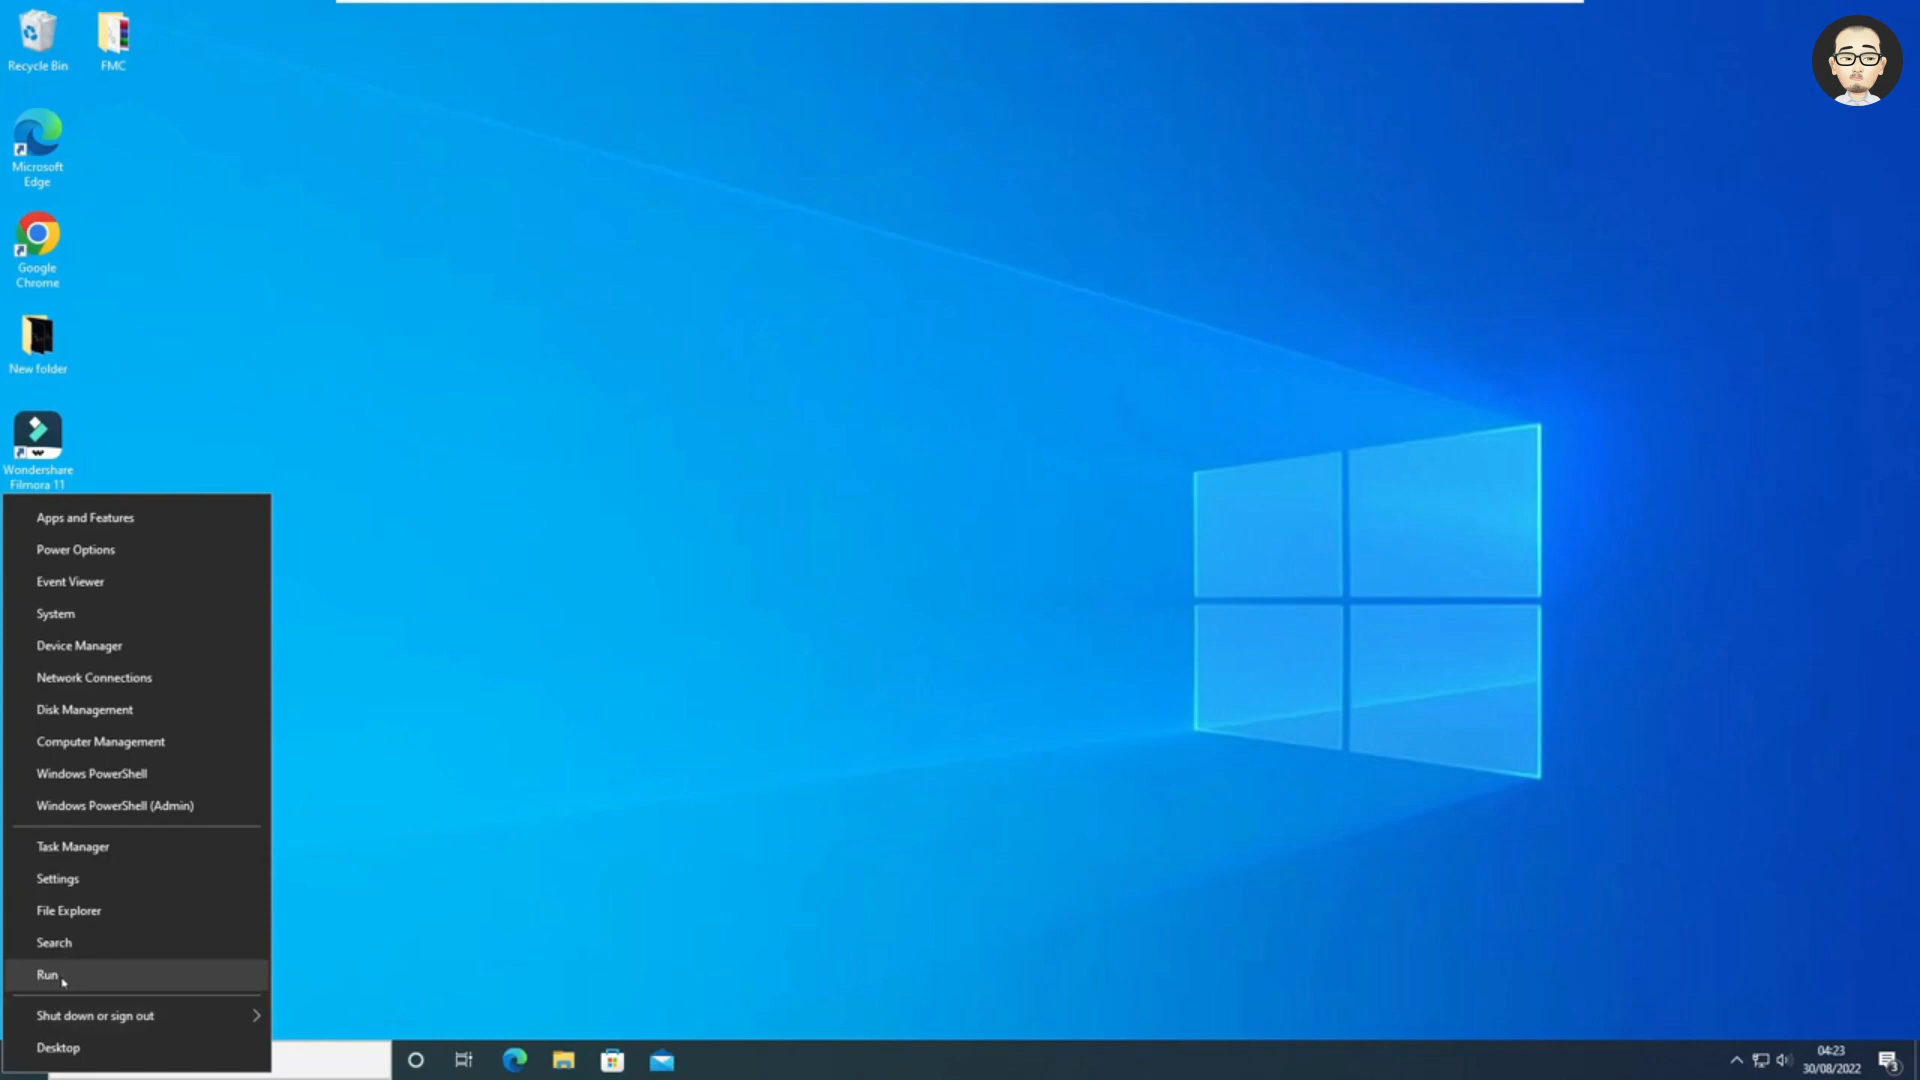 Recycle Bin
FMC
Microsoft
Edge
Google
Chrome
New folder
Wondershare
Filmora 11
Apps and Features
Power Options
Event Viewer
System
Device Manager
Network Connections
Disk Management
Computer Management
Windows PowerShell
Windows PowerShell (Admin)
Task Manager
Settings
File Explorer
Search
Run
Shut down or sign out
Desktop
04:23
30/08/2022
3